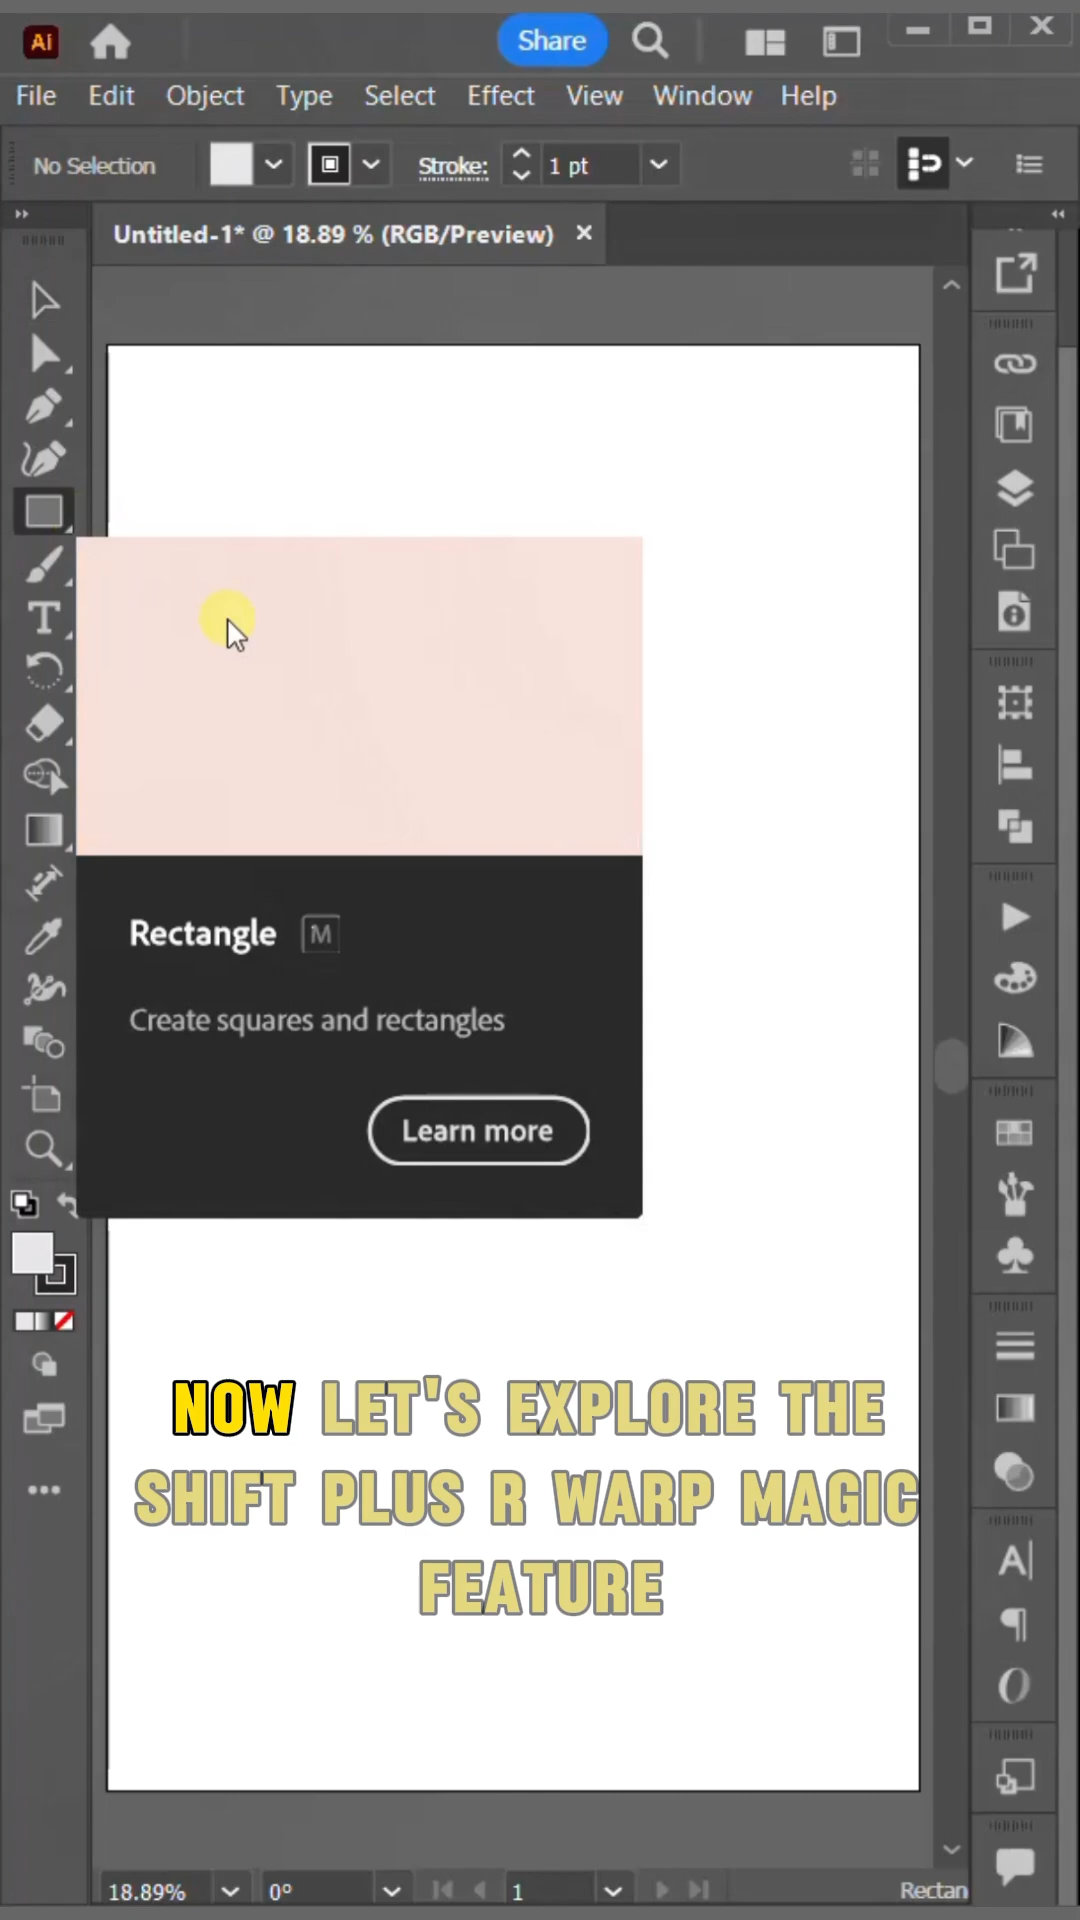 Ai
Share
File Edit Object Type Select Effect View Window Help
No Selection
Stroke:
1 pt
Untitled-1* @ 18.89 % (RGB/Preview)
Rectangle M
Create squares and rectangles
Learn more
NOW LET'S EXPLORE THE
SHIFT PLUS R WARP MAGIC
FEATURE
18.89%
0°
1
Rectan